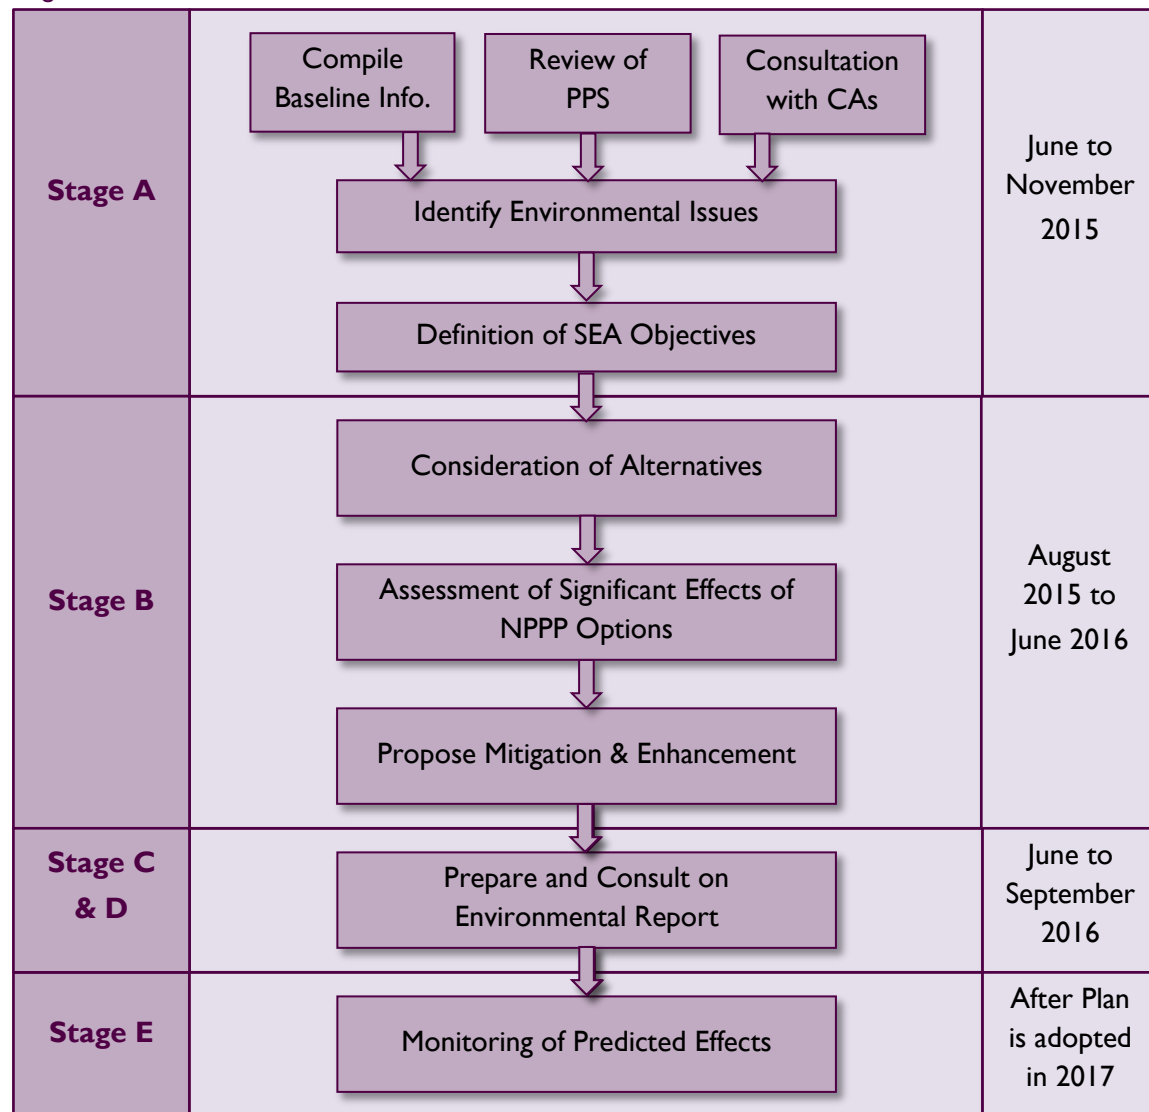 Stage A
Compile
Baseline Info.
Review of
PPS
Consultation
with CAs
Identify Environmental Issues
Definition of SEA Objectives
June to
November
2015
Stage B
Consideration of Alternatives
Assessment of Significant Effects of
NPPP Options
Propose Mitigation & Enhancement
August
2015 to
June 2016
Stage C
& D
Prepare and Consult on
Environmental Report
June to
September
2016
Stage E
Monitoring of Predicted Effects
After Plan
is adopted
in 2017